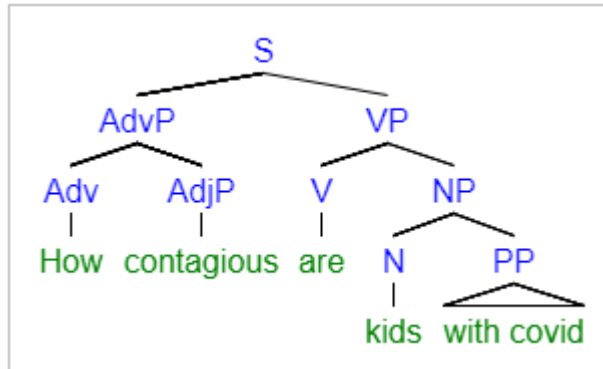 S
AdvP VP
Adv AdjP V NP
How contagious are N PP
kids with covid